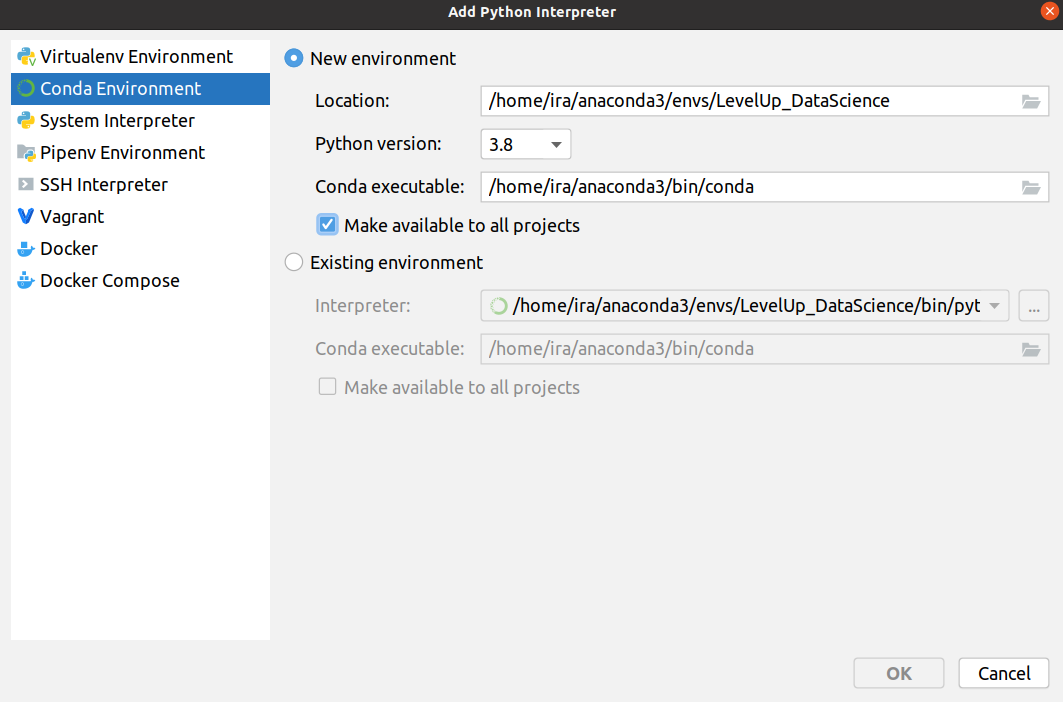 Add Python Interpreter
Virtualenv Environment
Conda Environment
System Interpreter
Pipenv Environment
SSH Interpreter
Vagrant
Docker
Docker Compose
New environment
Location: /home/ira/anaconda3/envs/LevelUp_DataScience
Python version: 3.8
Conda executable: /home/ira/anaconda3/bin/conda
Make available to all projects
Existing environment
Interpreter: /home/ira/anaconda3/envs/LevelUp_DataScience/bin/pyt ...
Conda executable: /home/ira/anaconda3/bin/conda
Make available to all projects
OK Cancel